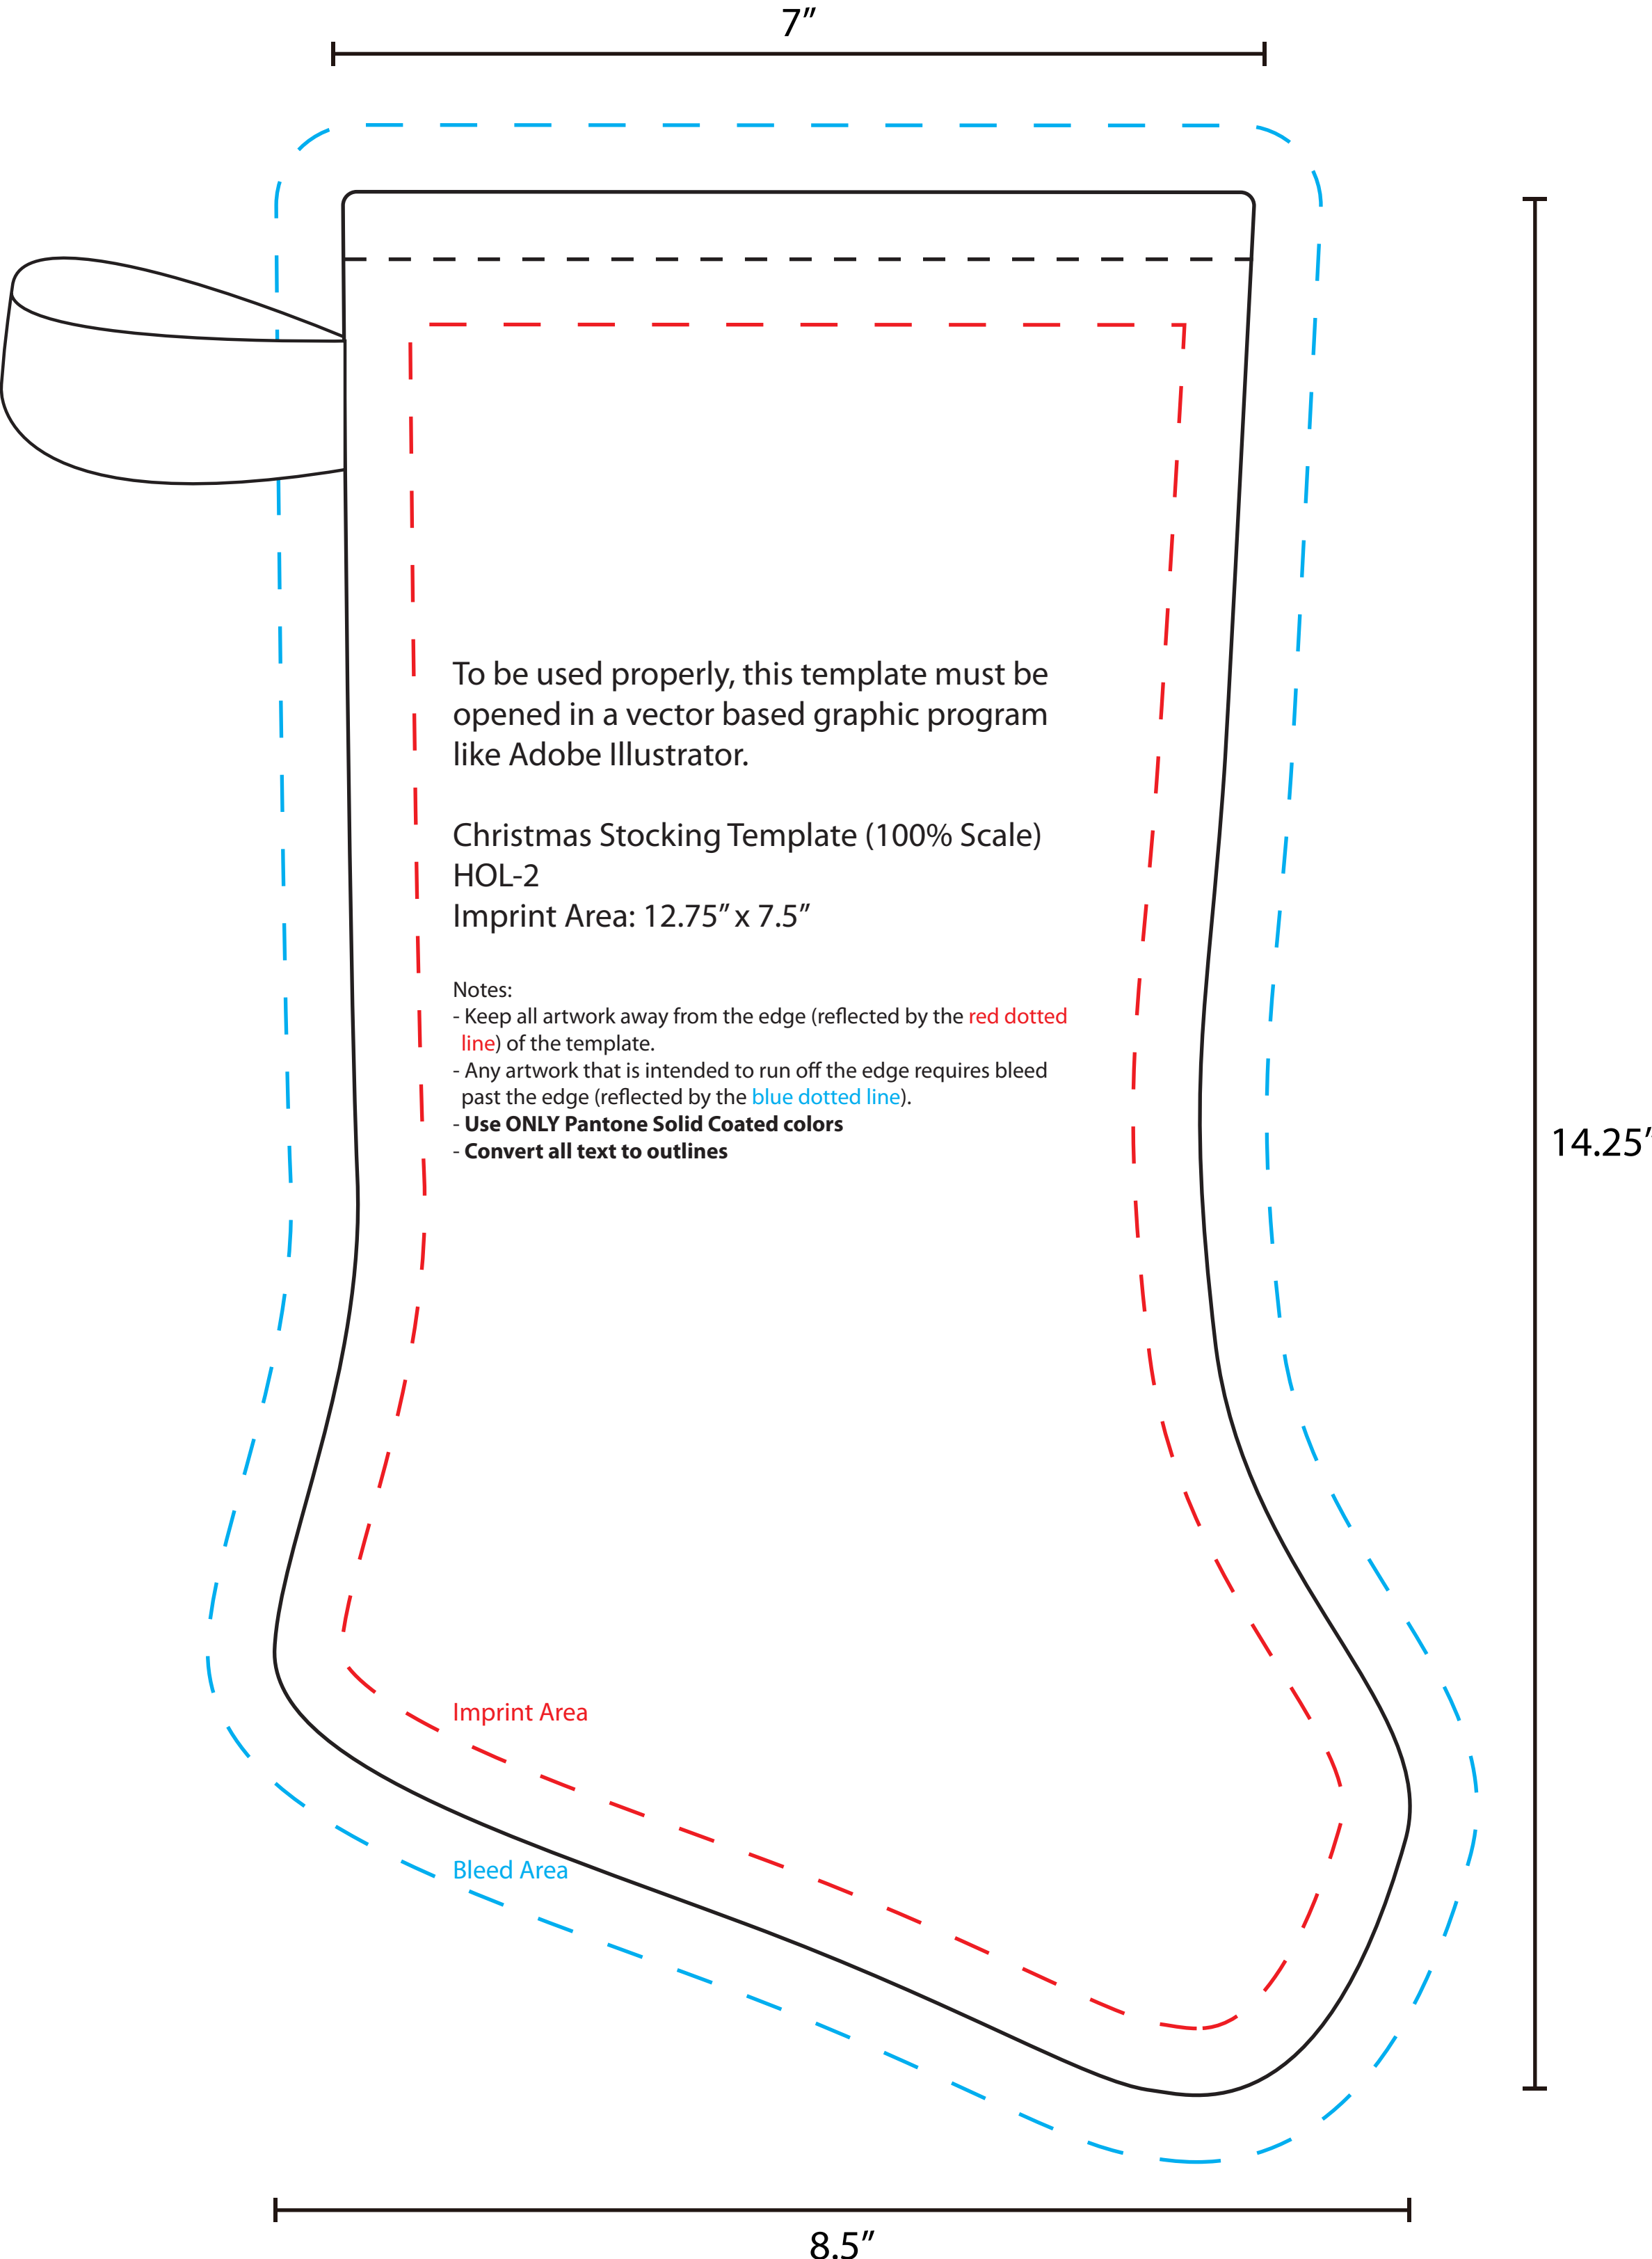 7”
To be used properly, this template must be
opened in a vector based graphic program
like Adobe Illustrator.
Christmas Stocking Template (100% Scale)
HOL-2
Imprint Area: 12.75” x 7.5”
Notes:
- Keep all artwork away from the edge (reflected by the red dotted
line) of the template.
- Any artwork that is intended to run off the edge requires bleed
past the edge (reflected by the blue dotted line).
- Use ONLY Pantone Solid Coated colors
- Convert all text to outlines
14.25”
Imprint Area
Bleed Area
8.5”